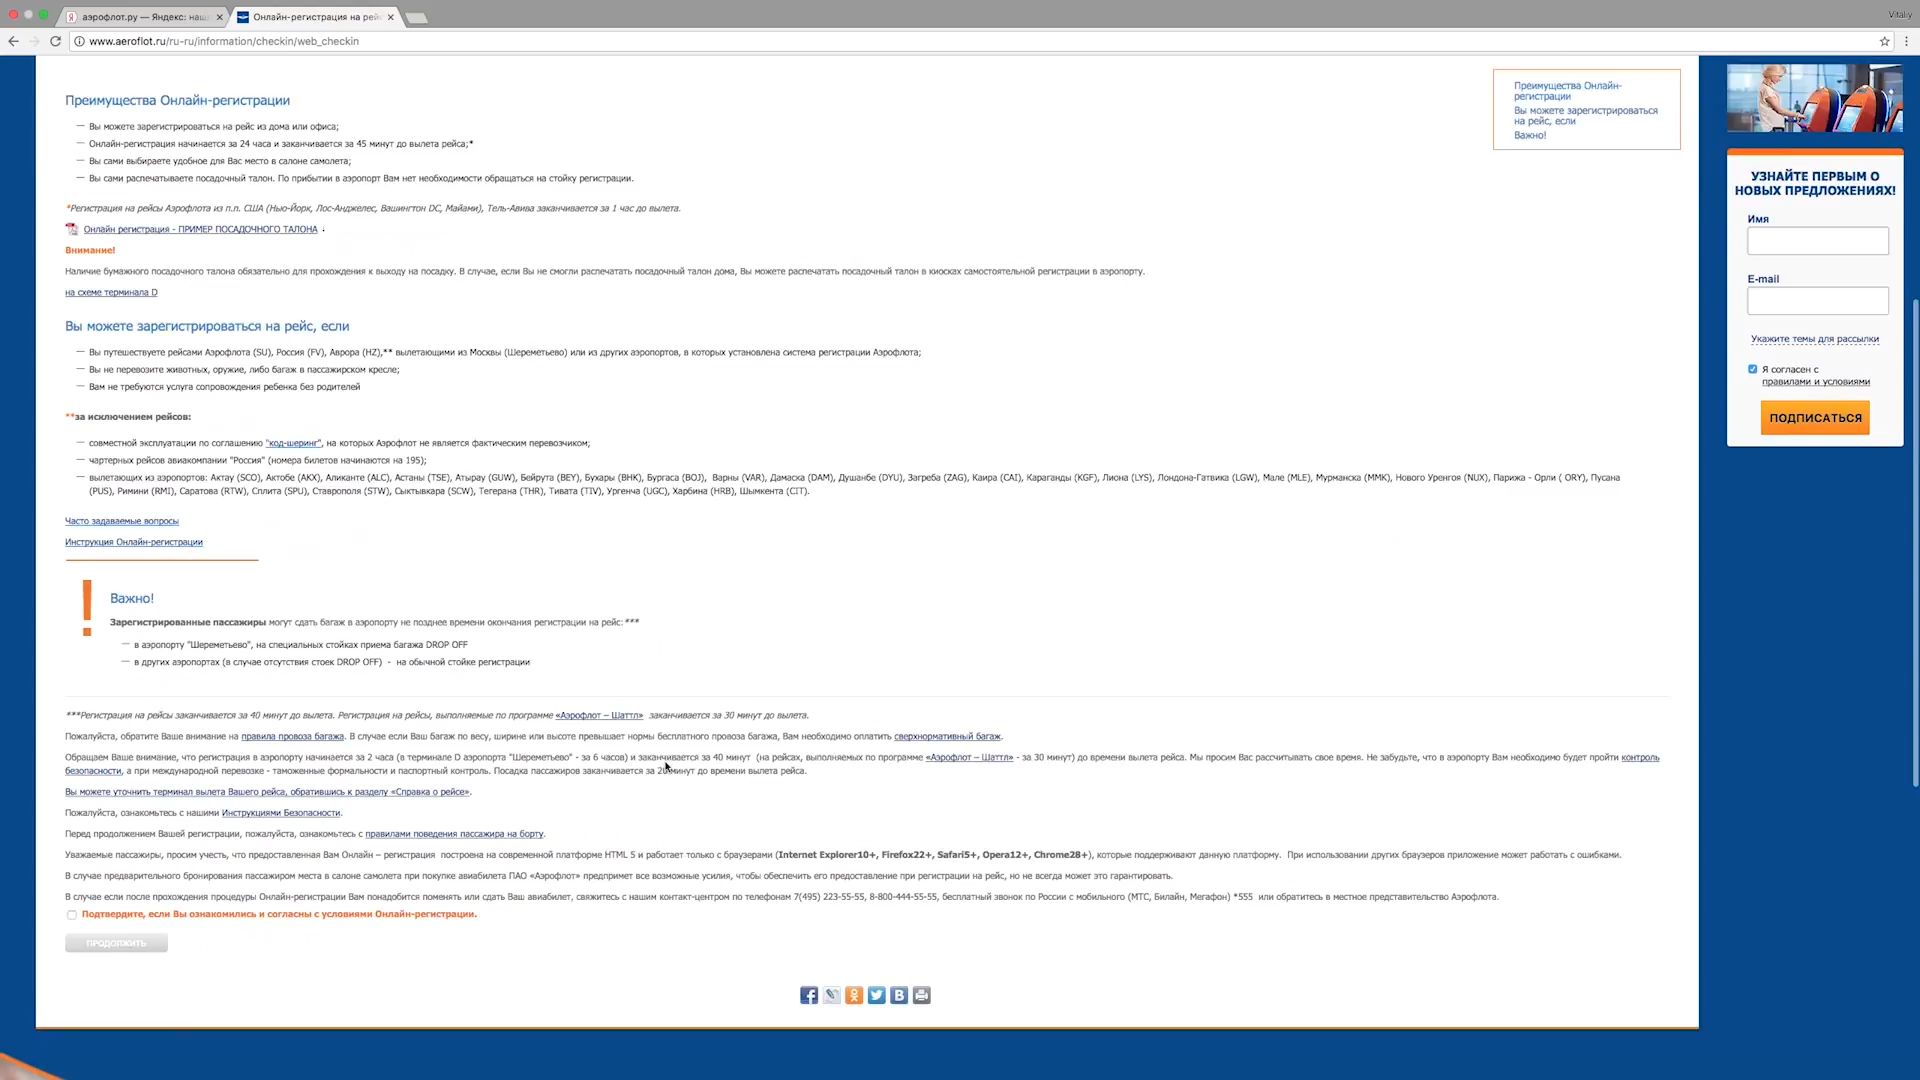 аэрофлот.ру — Яндекс: наш
Онлайн-регистрация на рей
Vitaliy
www.aeroflot.ru/ru-ru/information/checkin/web_checkin
Преимущества Онлайн-регистрации
— Вы можете зарегистрироваться на рейс из дома или офиса;
— Онлайн-регистрация начинается за 24 часа и заканчивается за 45 минут до вылета рейса;*
— Вы сами выбираете удобное для Вас место в салоне самолета;
— Вы сами распечатываете посадочный талон. По прибытии в аэропорт Вам нет необходимости обращаться на стойку регистрации.
*Регистрация на рейсы Аэрофлота из п.п. США (Нью-Йорк, Лос-Анджелес, Вашингтон DC, Майами), Тель-Авива заканчивается за 1 час до вылета.
Онлайн регистрация - ПРИМЕР ПОСАДОЧНОГО ТАЛОНА .
Внимание!
Наличие бумажного посадочного талона обязательно для прохождения к выходу на посадку. В случае, если Вы не смогли распечатать посадочный талон дома, Вы можете распечатать посадочный талон в киосках самостоятельной регистрации в аэропорту.
на схеме терминала D
Вы можете зарегистрироваться на рейс, если
— Вы путешествуете рейсами Аэрофлота (SU), Россия (FV), Аврора (HZ),** вылетающими из Москвы (Шереметьево) или из других аэропортов, в которых установлена система регистрации Аэрофлота;
— Вы не перевозите животных, оружие, либо багаж в пассажирском кресле;
— Вам не требуются услуга сопровождения ребенка без родителей
**за исключением рейсов:
— совместной эксплуатации по соглашению "код-шеринг", на которых Аэрофлот не является фактическим перевозчиком;
— чартерных рейсов авиакомпании "Россия" (номера билетов начинаются на 195);
— вылетающих из аэропортов: Актау (SCO), Актобе (AKX), Аликанте (ALC), Астаны (TSE), Атырау (GUW), Бейрута (BEY), Бухары (BHK), Бургаса (BOJ), Варны (VAR), Дамаска (DAM), Душанбе (DYU), Загреба (ZAG), Каира (CAI), Караганды (KGF), Лиона (LYS), Лондона-Гатвика (LGW), Мале (MLE), Мурманска (MMK), Нового Уренгоя (NUX), Парижа - Орли ( ORY), Пусана
(PUS), Римини (RMI), Саратова (RTW), Сплита (SPU), Ставрополя (STW), Сыктывкара (SCW), Тегерана (THR), Тивата (TIV), Ургенча (UGC), Харбина (HRB), Шымкента (CIT).
Часто задаваемые вопросы
Инструкция Онлайн-регистрации
! Важно!
Зарегистрированные пассажиры могут сдать багаж в аэропорту не позднее времени окончания регистрации на рейс:***
— в аэропорту "Шереметьево", на специальных стойках приема багажа DROP OFF
— в других аэропортах (в случае отсутствия стоек DROP OFF) - на обычной стойке регистрации
***Регистрация на рейсы заканчивается за 40 минут до вылета. Регистрация на рейсы, выполняемые по программе «Аэрофлот – Шаттл» заканчивается за 30 минут до вылета.
Пожалуйста, обратите Ваше внимание на правила провоза багажа. В случае если Ваш багаж по весу, ширине или высоте превышает нормы бесплатного провоза багажа, Вам необходимо оплатить сверхнормативный багаж.
Обращаем Ваше внимание, что регистрация в аэропорту начинается за 2 часа (в терминале D аэропорта "Шереметьево" - за 6 часов) и заканчивается за 40 минут (на рейсах, выполняемых по программе «Аэрофлот – Шаттл» - за 30 минут) до времени вылета рейса. Мы просим Вас рассчитывать свое время. Не забудьте, что в аэропорту Вам необходимо будет пройти контроль
безопасности, а при международной перевозке - таможенные формальности и паспортный контроль. Посадка пассажиров заканчивается за 20 минут до времени вылета рейса.
Вы можете уточнить терминал вылета Вашего рейса, обратившись к разделу «Справка о рейсе».
Пожалуйста, ознакомьтесь с нашими Инструкциями Безопасности.
Перед продолжением Вашей регистрации, пожалуйста, ознакомьтесь с правилами поведения пассажира на борту.
Уважаемые пассажиры, просим учесть, что предоставленная Вам Онлайн – регистрация построена на современной платформе HTML 5 и работает только с браузерами (Internet Explorer10+, Firefox22+, Safari5+, Opera12+, Chrome28+), которые поддерживают данную платформу. При использовании других браузеров приложение может работать с ошибками.
В случае предварительного бронирования пассажиром места в салоне самолета при покупке авиабилета ПАО «Аэрофлот» предпримет все возможные усилия, чтобы обеспечить его предоставление при регистрации на рейс, но не всегда может это гарантировать.
В случае если после прохождения процедуры Онлайн-регистрации Вам понадобится поменять или сдать Ваш авиабилет, свяжитесь с нашим контакт-центром по телефонам 7(495) 223-55-55, 8-800-444-55-55, бесплатный звонок по России с мобильного (МТС, Билайн, Мегафон) *555 или обратитесь в местное представительство Аэрофлота.
Подтвердите, если Вы ознакомились и согласны с условиями Онлайн-регистрации.
ПРОДОЛЖИТЬ
Преимущества Онлайн-
регистрации
Вы можете зарегистрироваться
на рейс, если
Важно!
УЗНАЙТЕ ПЕРВЫМ О
НОВЫХ ПРЕДЛОЖЕНИЯХ!
Имя
E-mail
Укажите темы для рассылки
Я согласен с
правилами и условиями
ПОДПИСАТЬСЯ